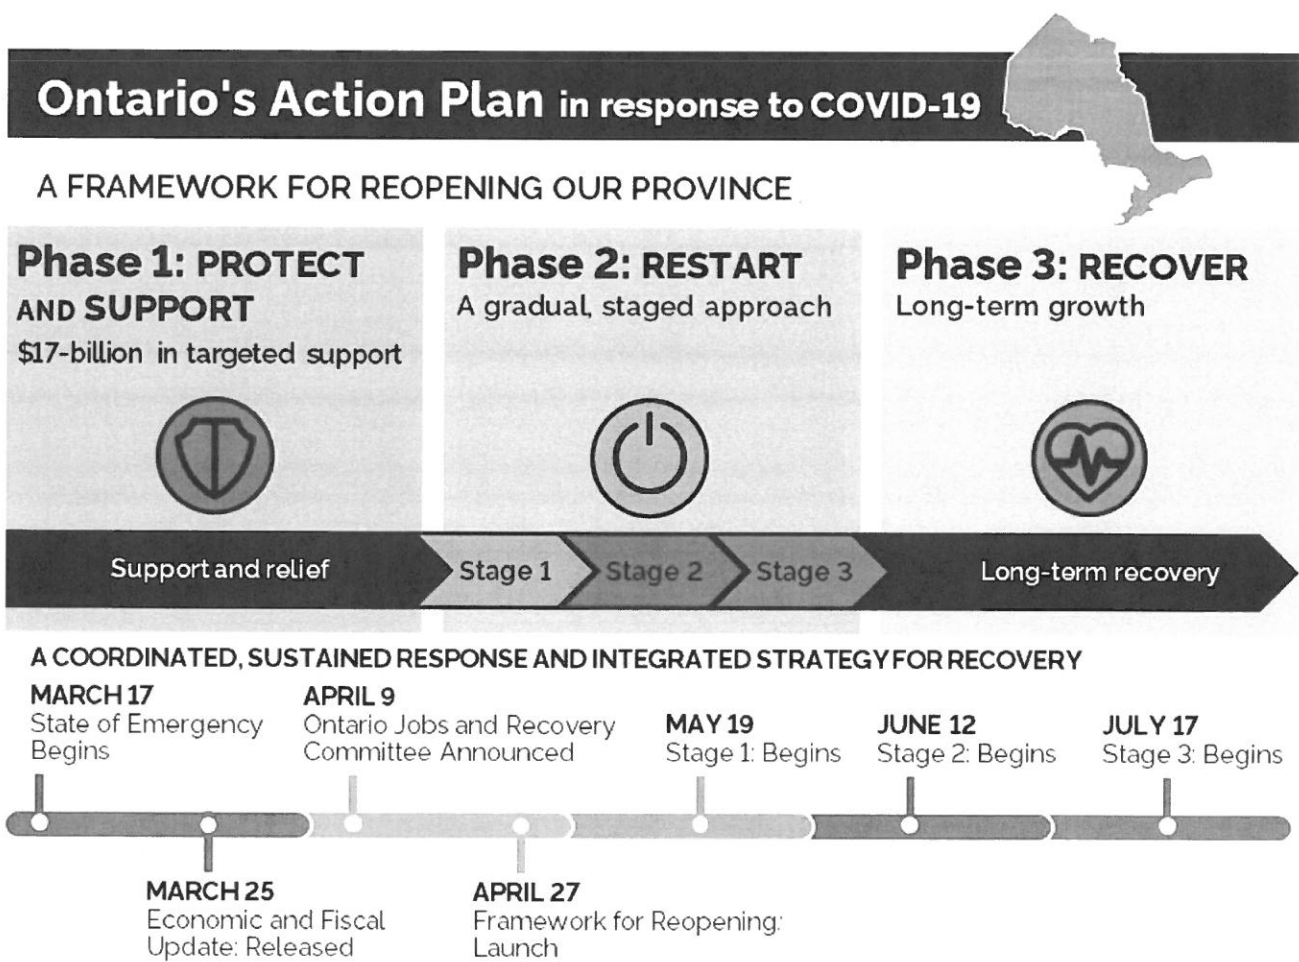 Ontario's Action Plan in response to COVID-19
A FRAMEWORK FOR REOPENING OUR PROVINCE
Phase 1: PROTECT
AND SUPPORT
$17-billion in targeted support
Phase 2: RESTART
A gradual, staged approach
Phase 3: RECOVER
Long-term growth
Support and relief
Stage 1
Stage 2
Stage 3
Long-term recovery
A COORDINATED, SUSTAINED RESPONSE AND INTEGRATED STRATEGY FOR RECOVERY
MARCH 17
State of Emergency
Begins
APRIL 9
Ontario Jobs and Recovery
Committee Announced
MAY 19
Stage 1: Begins
JUNE 12
Stage 2: Begins
JULY 17
Stage 3: Begins
MARCH 25
Economic and Fiscal
Update: Released
APRIL 27
Framework for Reopening:
Launch